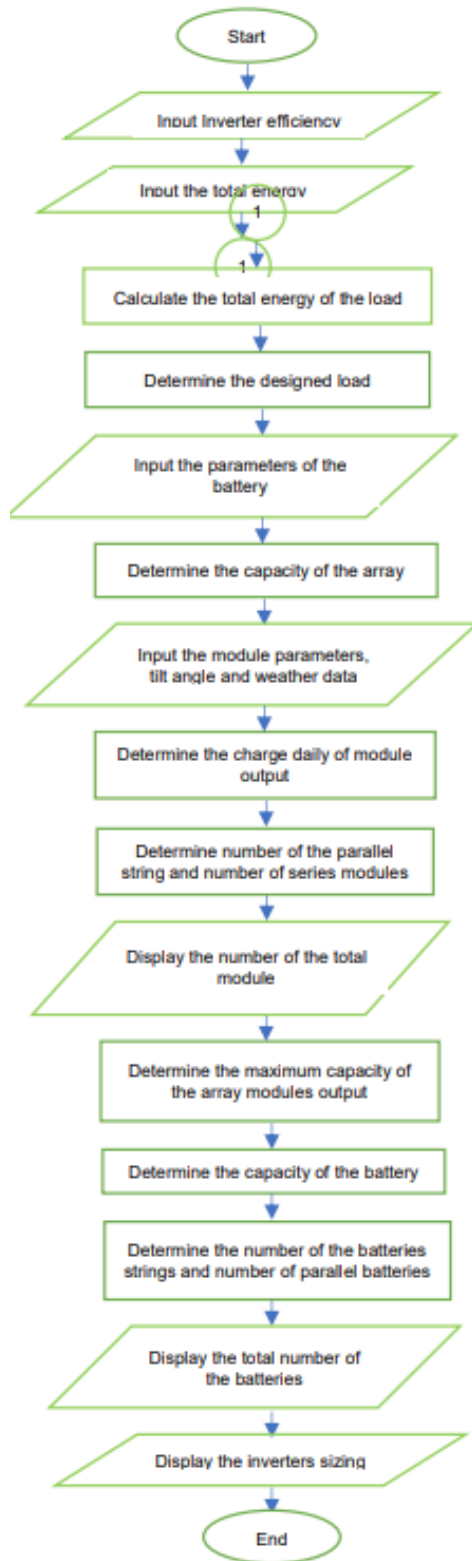 Start
Input Inverter efficiency
Input the total energy
1
1
Calculate the total energy of the load
Determine the designed load
Input the parameters of the
battery
Determine the capacity of the array
Input the module parameters,
tilt angle and weather data
Determine the charge daily of module
output
Determine number of the parallel
string and number of series modules
Display the number of the total
module
Determine the maximum capacity of
the array modules output
Determine the capacity of the battery
Determine the number of the batteries
strings and number of parallel batteries
Display the total number of
the batteries
Display the inverters sizing
End